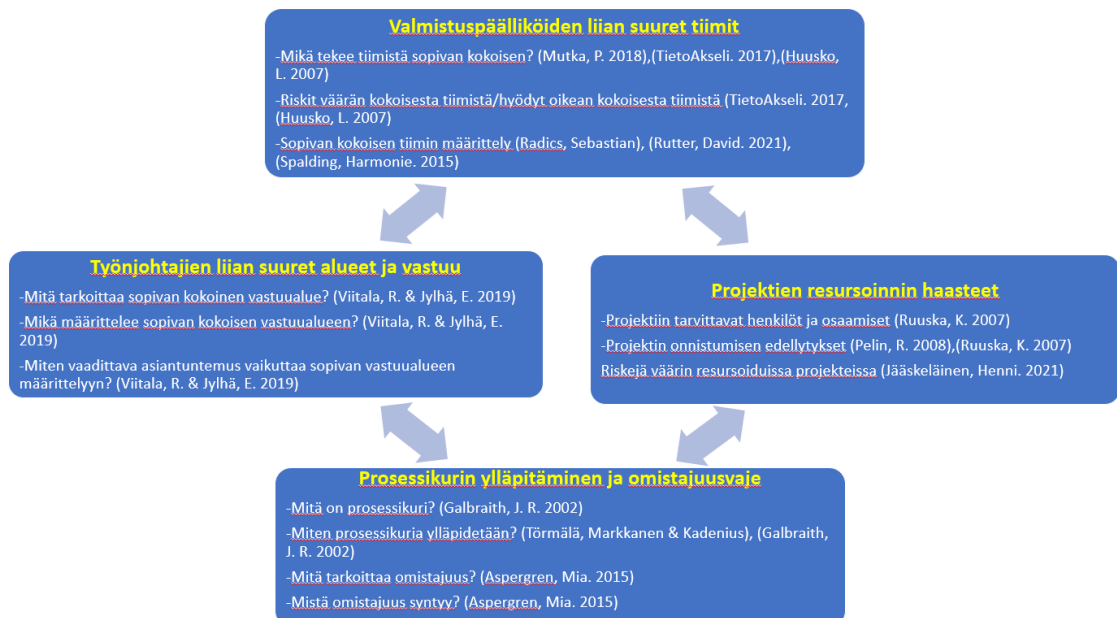 Valmistuspäälliköiden liian suuret tiimit
-Mikä tekee tiimistä sopivan kokoisen? (Mutka, P. 2018),(TietoAkseli. 2017),(Huusko,
L. 2007)
-Riskit väärän kokoisesta tiimistä/hyödyt oikean kokoisesta tiimistä (TietoAkseli. 2017,
(Huusko, L. 2007)
-Sopivan kokoisen tiimin määrittely (Radics, Sebastian), (Rutter, David. 2021),
(Spalding, Harmonie. 2015)
Työnjohtajien liian suuret alueet ja vastuu
-Mitä tarkoittaa sopivan kokoinen vastuualue? (Viitala, R. & Jylhä, E. 2019)
-Mikä määrittelee sopivan kokoisen vastuualueen? (Viitala, R. & Jylhä, E.
2019)
-Miten vaadittava asiantuntemus vaikuttaa sopivan vastuualueen
määrittelyyn? (Viitala, R. & Jylhä, E. 2019)
Projektien resursoinnin haasteet
-Projektiin tarvittavat henkilöt ja osaamiset (Ruuska, K. 2007)
-Projektin onnistumisen edellytykset (Pelin, R. 2008),(Ruuska, K. 2007)
Riskejä väärin resursoiduissa projekteissa (Jääskeläinen, Henni. 2021)
Prosessikurin ylläpitäminen ja omistajuusvaje
-Mitä on prosessikuri? (Galbraith, J. R. 2002)
-Miten prosessikuria ylläpidetään? (Törmälä, Markkanen & Kadenius), (Galbraith,
J. R. 2002)
-Mitä tarkoittaa omistajuus? (Aspergren, Mia. 2015)
-Mistä omistajuus syntyy? (Aspergren, Mia. 2015)